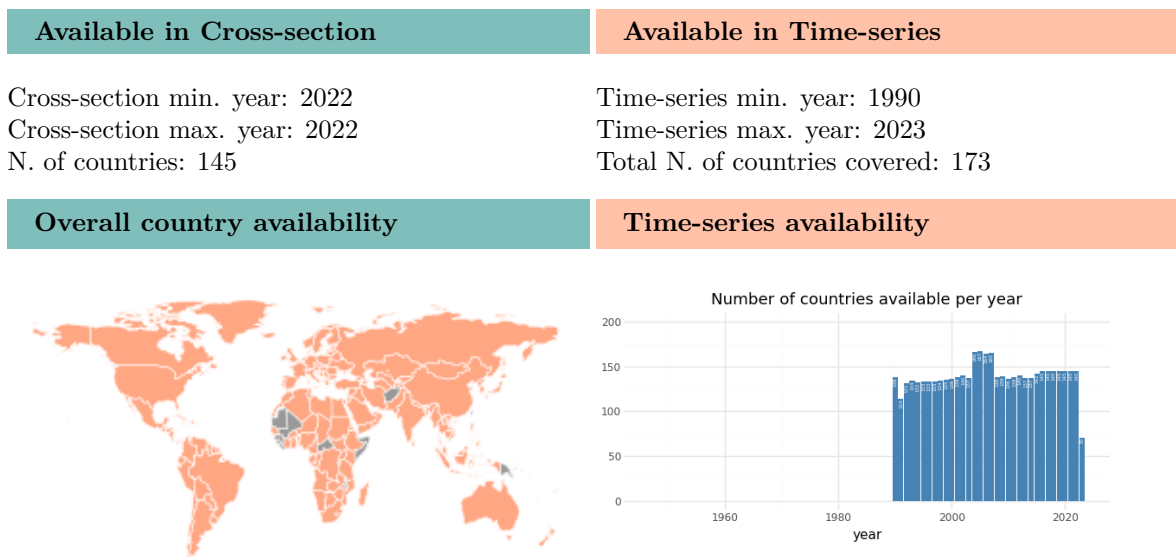 Available in Cross-section
Available in Time-series
Cross-section min. year: 2022
Cross-section max. year: 2022
N. of countries: 145
Time-series min. year: 1990
Time-series max. year: 2023
Total N. of countries covered: 173
Overall country availability
Time-series availability
Number of countries available per year
200
150
100
50
0
1960
1980
2000
2020
year